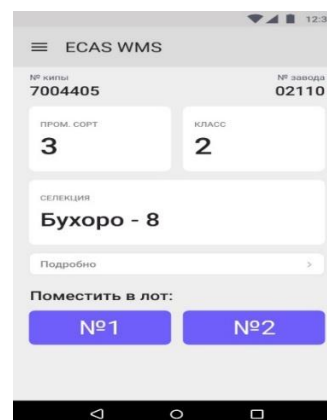 12:3
ECAS WMS
№ кипы № завода
7004405 02110
ПРОМ. СОРТ КЛАСС
3 2
СЕЛЕКЦИЯ
Бухоро - 8
Подробно
Поместить в лот:
№1 №2